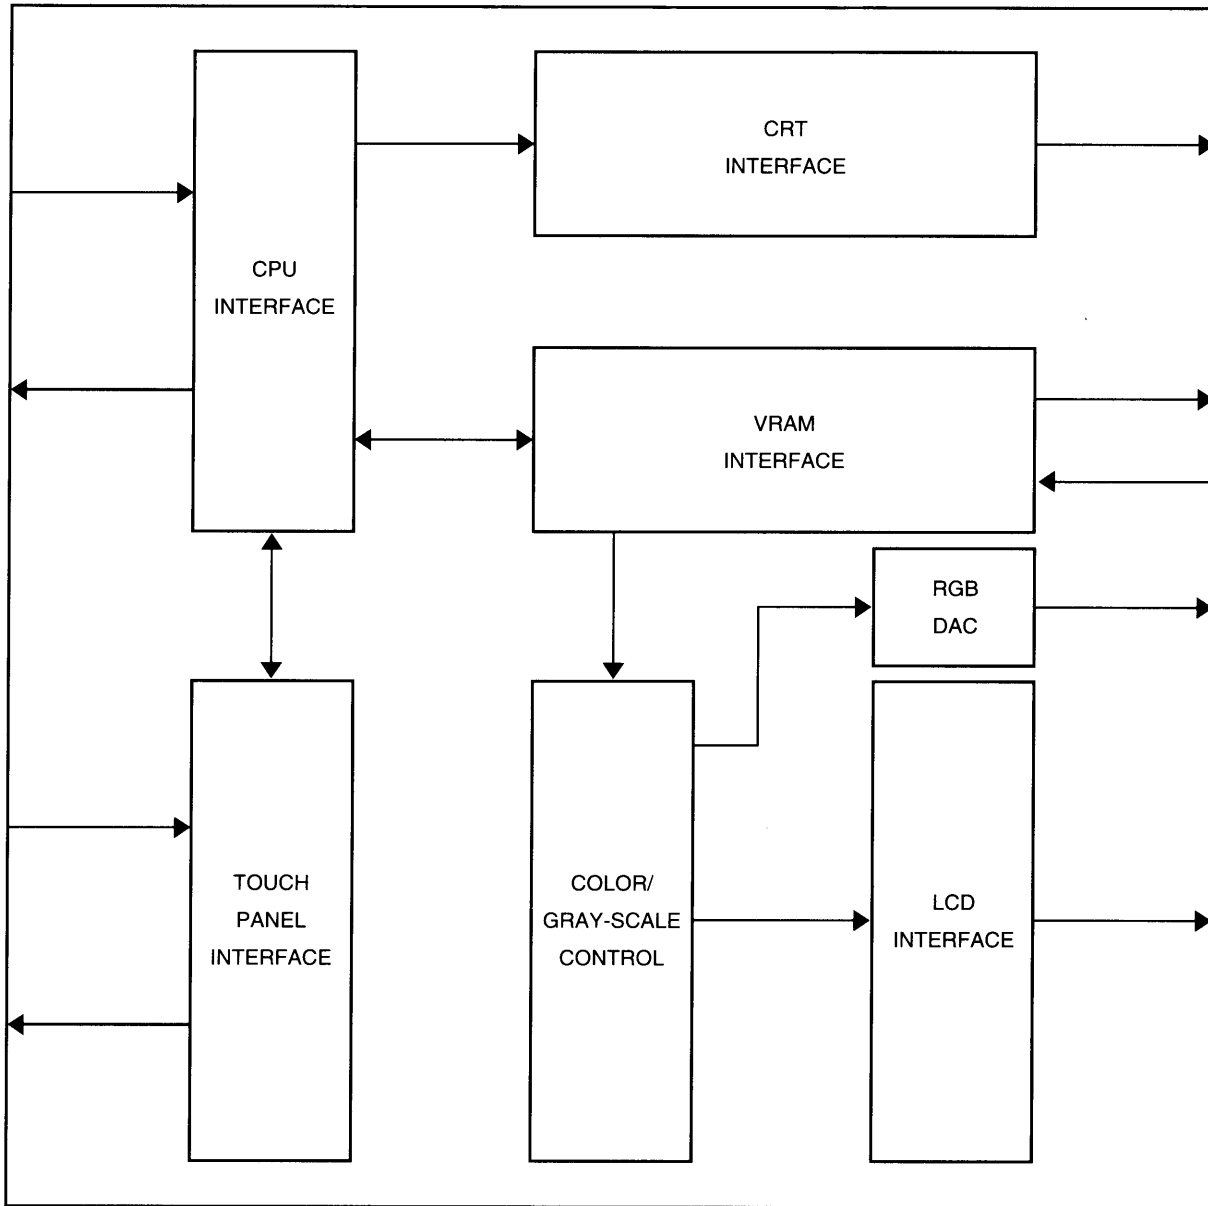 CRT
INTERFACE
CPU
INTERFACE
VRAM
INTERFACE
RGB
DAC
TOUCH
PANEL
INTERFACE
COLOR/
GRAY-SCALE
CONTROL
LCD
INTERFACE